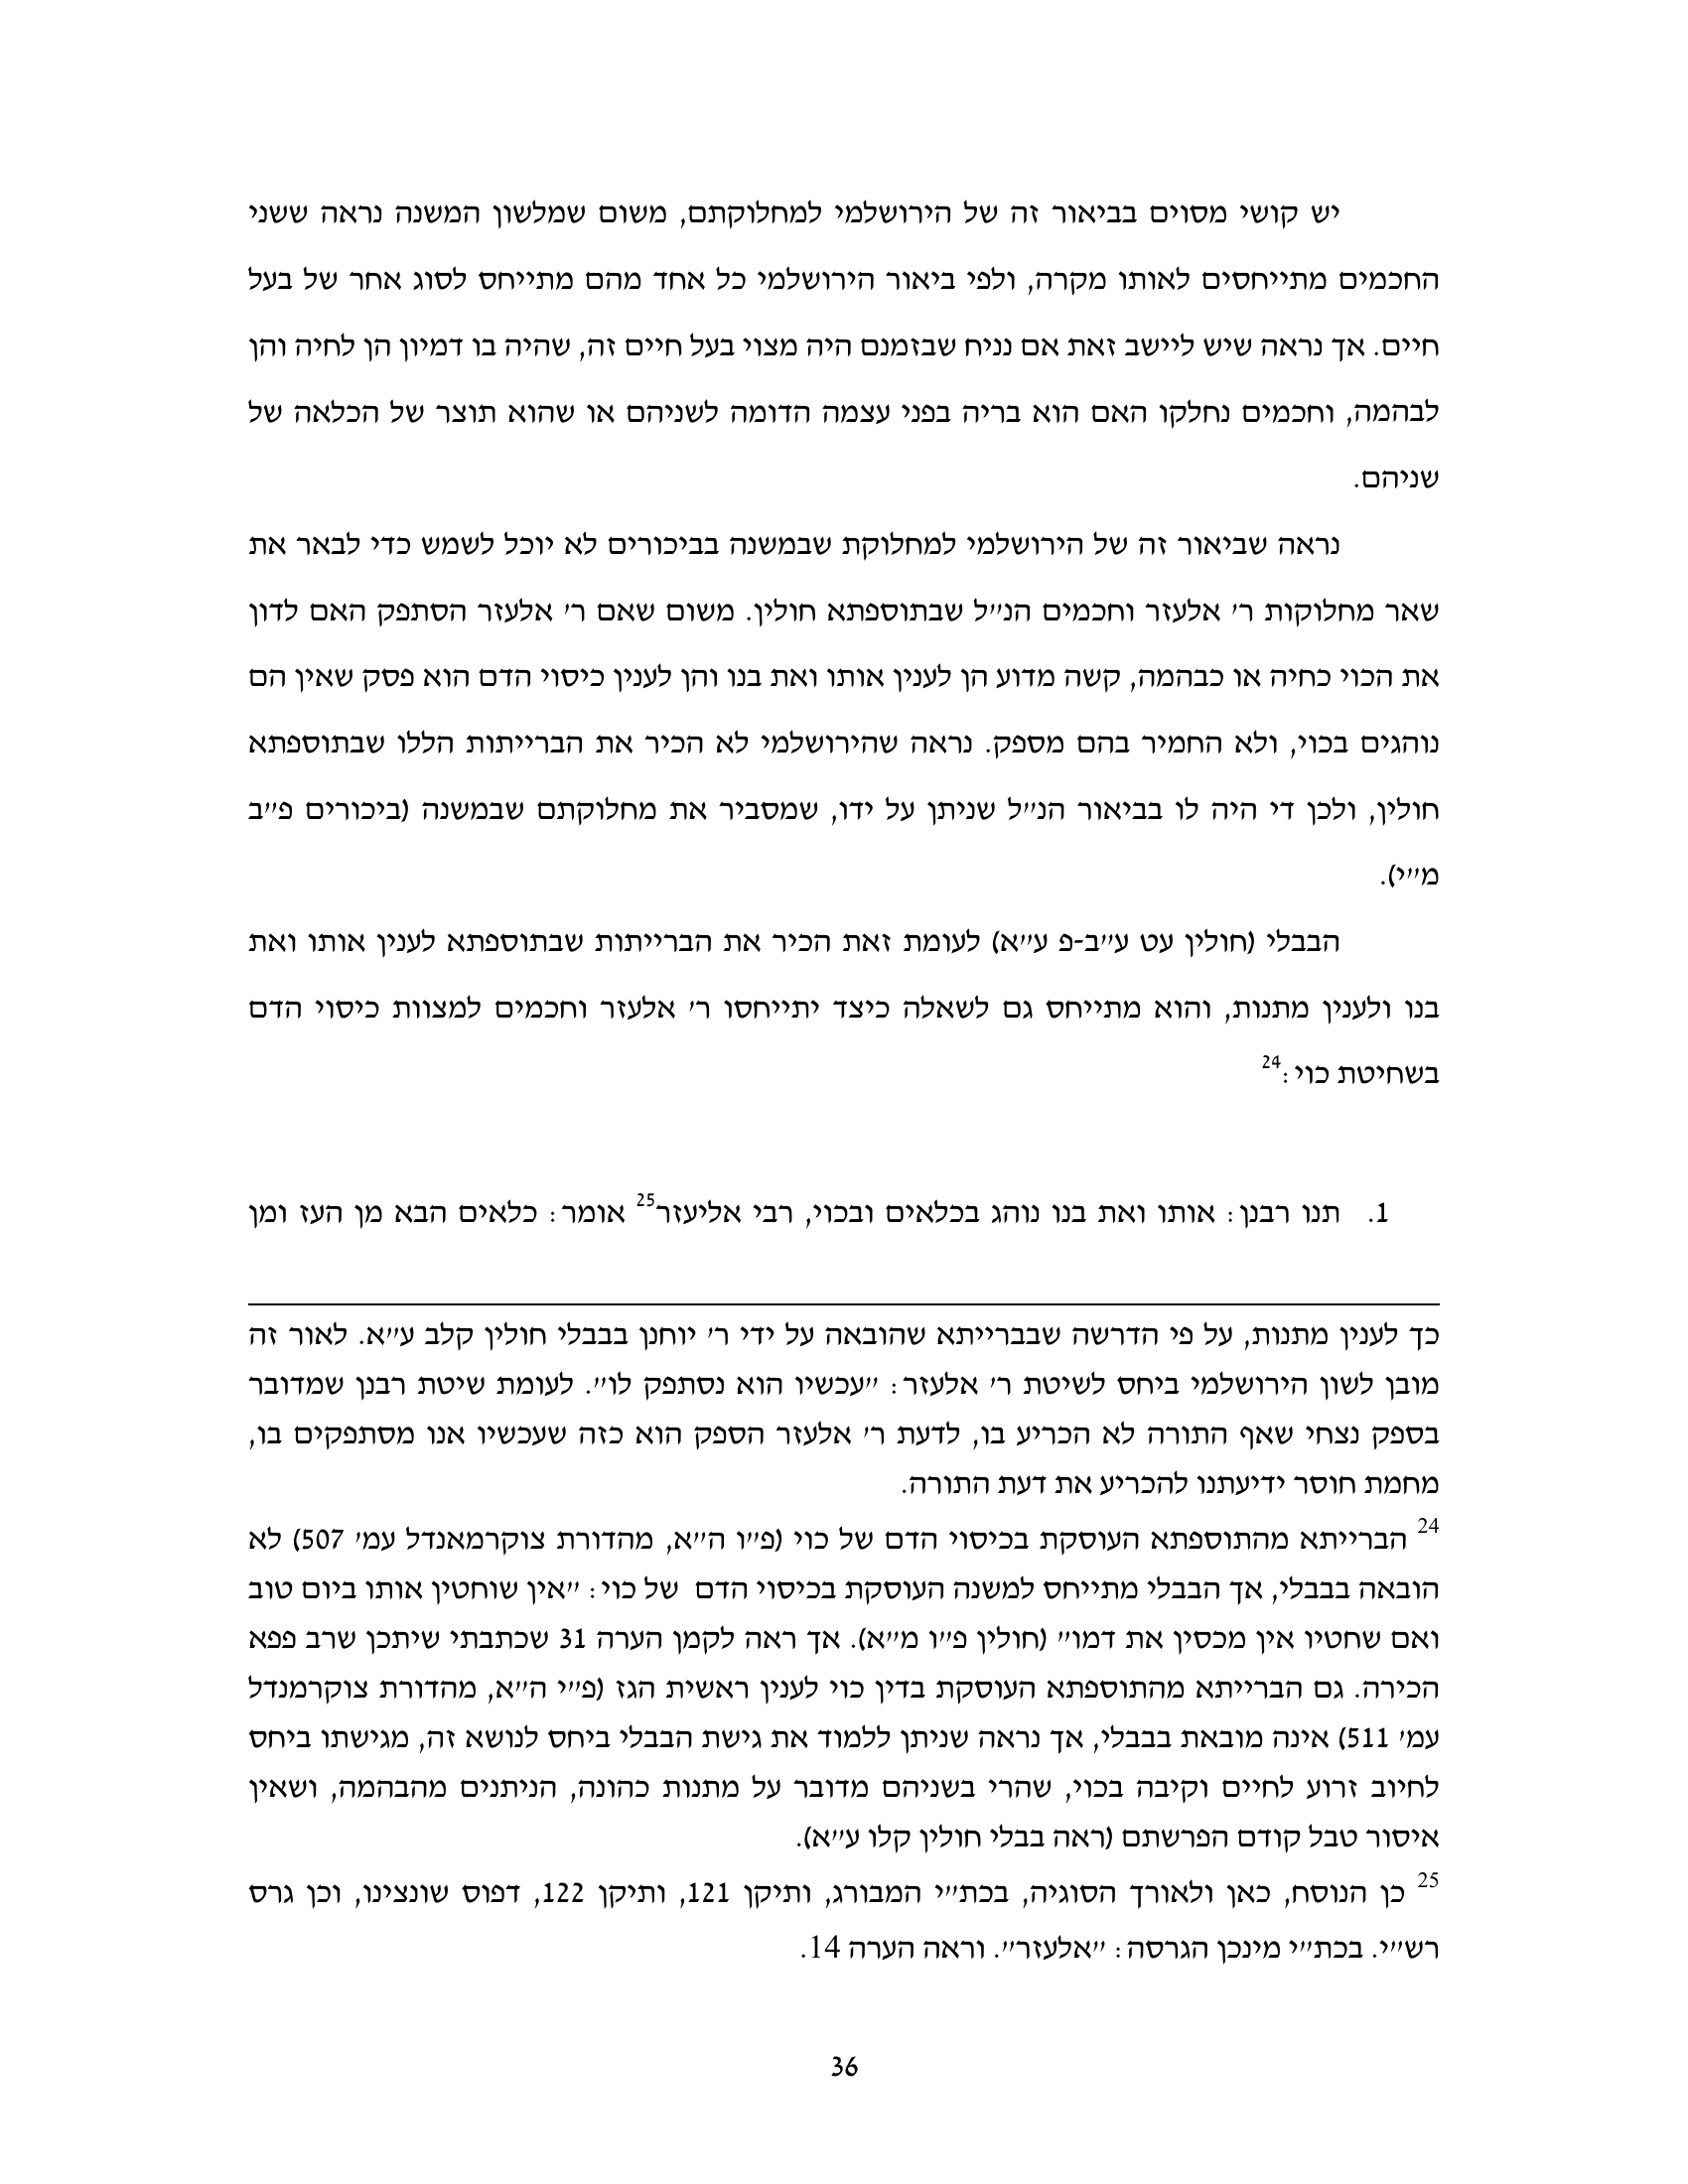 יש קושי מסוים בביאור זה של הירושלמי למחלוקתם, משום שמלשון המשנה נראה ששני
החכמים מתייחסים לאותו מקרה, ולפי ביאור הירושלמי כל אחד מהם מתייחס לסוג אחר של בעל
חיים. אך נראה שיש ליישב זאת אם נניח שבזמנם היה מצוי בעל חיים זה, שהיה בו דמיון הן לחיה והן
לבהמה, וחכמים נחלקו האם הוא בריה בפני עצמה הדומה לשניהם או שהוא תוצר של הכלאה של
שניהם.
נראה שביאור זה של הירושלמי למחלוקת שבמשנה בביכורים לא יוכל לשמש כדי לבאר את
שאר מחלוקות ר׳ אלעזר וחכמים הנ״ל שבתוספתא חולין. משום שאם ר׳ אלעזר הסתפק האם לדון
את הכוי כחיה או כבהמה, קשה מדוע הן לענין אותו ואת בנו והן לענין כיסוי הדם הוא פסק שאין הם
נוהגים בכוי, ולא החמיר בהם מספק. נראה שהירושלמי לא הכיר את הברייתות הללו שבתוספתא
חולין, ולכן די היה לו בביאור הנ״ל שניתן על ידו, שמסביר את מחלוקתם שבמשנה (ביכורים פ״ב
מ״י).
הבבלי (חולין עט ע״ב-פ ע״א) לעומת זאת הכיר את הברייתות שבתוספתא לענין אותו ואת
בנו ולענין מתנות, והוא מתייחס גם לשאלה כיצד יתייחסו ר׳ אלעזר וחכמים למצוות כיסוי הדם
בשחיטת כוי:24
1. תנו רבנן: אותו ואת בנו נוהג בכלאים ובכוי, רבי אליעזר25 אומר: כלאים הבא מן העז ומן
כך לענין מתנות, על פי הדרשה שבברייתא שהובאה על ידי ר׳ יוחנן בבבלי חולין קלב ע״א. לאור זה
מובן לשון הירושלמי ביחס לשיטת ר׳ אלעזר: ״עכשיו הוא נסתפק לו״. לעומת שיטת רבנן שמדובר
בספק נצחי שאף התורה לא הכריע בו, לדעת ר׳ אלעזר הספק הוא כזה שעכשיו אנו מסתפקים בו,
מחמת חוסר ידיעתנו להכריע את דעת התורה.
24 הברייתא מהתוספתא העוסקת בכיסוי הדם של כוי (פ״ו ה״א, מהדורת צוקרמאנדל עמ׳ 507) לא
הובאה בבבלי, אך הבבלי מתייחס למשנה העוסקת בכיסוי הדם של כוי: ״אין שוחטין אותו ביום טוב
ואם שחטיו אין מכסין את דמו״ (חולין פ״ו מ״א). אך ראה לקמן הערה 31 שכתבתי שיתכן שרב פפא
הכירה. גם הברייתא מהתוספתא העוסקת בדין כוי לענין ראשית הגז (פ״י ה״א, מהדורת צוקרמנדל
עמ׳ 511) אינה מובאת בבבלי, אך נראה שניתן ללמוד את גישת הבבלי ביחס לנושא זה, מגישתו ביחס
לחיוב זרוע לחיים וקיבה בכוי, שהרי בשניהם מדובר על מתנות כהונה, הניתנים מהבהמה, ושאין
איסור טבל קודם הפרשתם (ראה בבלי חולין קלו ע״א).
25 כן הנוסח, כאן ולאורך הסוגיה, בכת״י המבורג, ותיקן 121, ותיקן 122, דפוס שונצינו, וכן גרס
רש״י. בכת״י מינכן הגרסה: ״אלעזר״. וראה הערה 14.
36